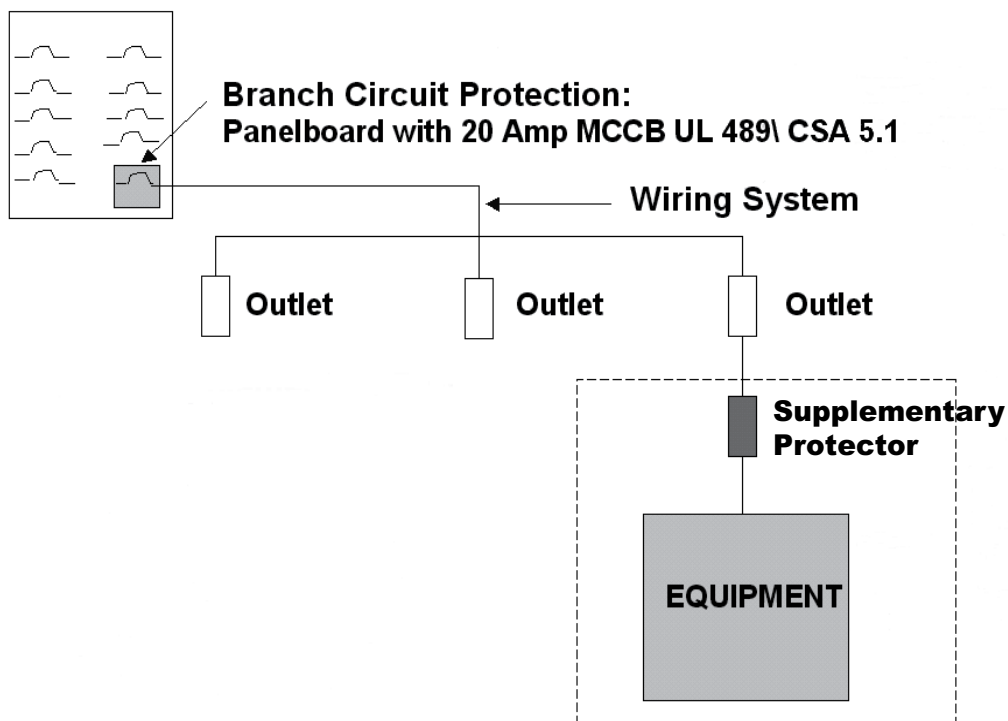 Branch Circuit Protection:
Panelboard with 20 Amp MCCB UL 489\ CSA 5.1
Wiring System
Outlet
Outlet
Outlet
Supplementary
Protector
EQUIPMENT